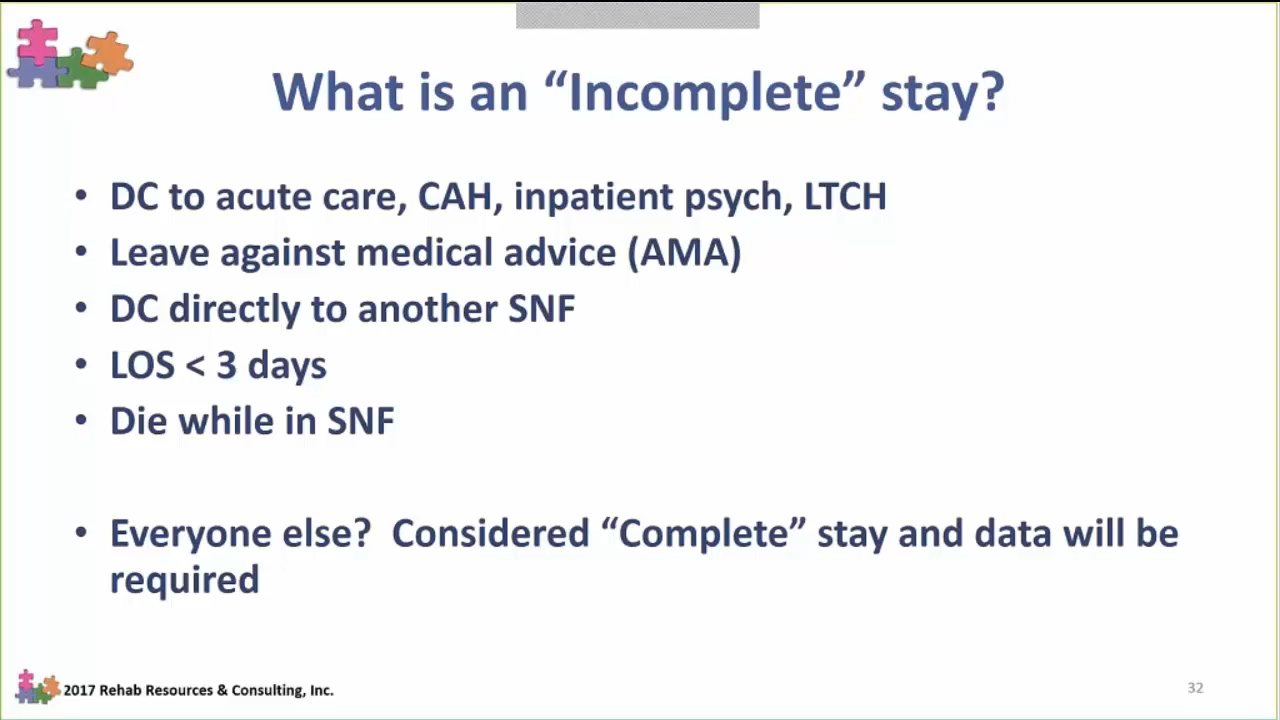 What is an “Incomplete” stay?
• DC to acute care, CAH, inpatient psych, LTCH
• Leave against medical advice (AMA)
• DC directly to another SNF
• LOS < 3 days
• Die while in SNF
• Everyone else?  Considered “Complete” stay and data will be
required
2017 Rehab Resources & Consulting, Inc.
32